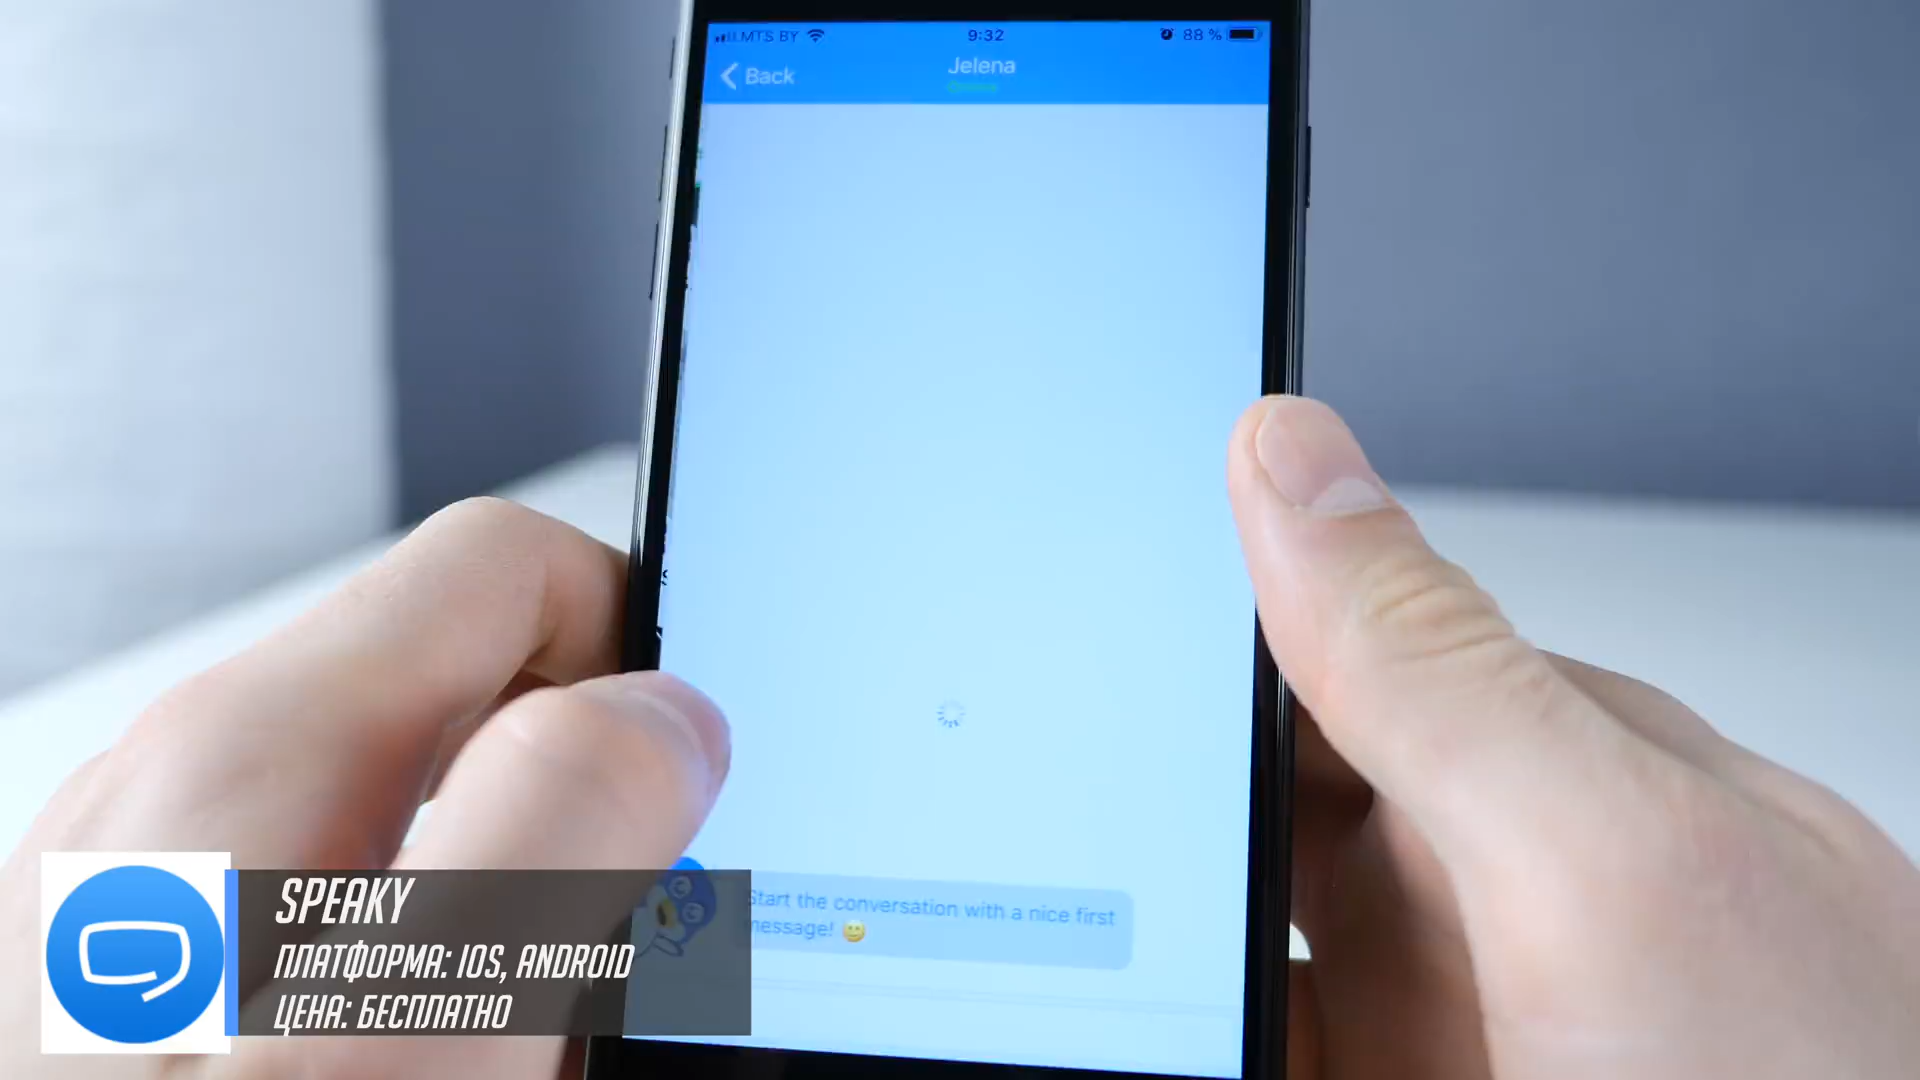 MTS BY
9:32
88 %
Back
Jelena
Start the conversation with a nice first
message! 🙂
SPEAKY
ПЛАТФОРМА: IOS, ANDROID
ЦЕНА: БЕСПЛАТНО